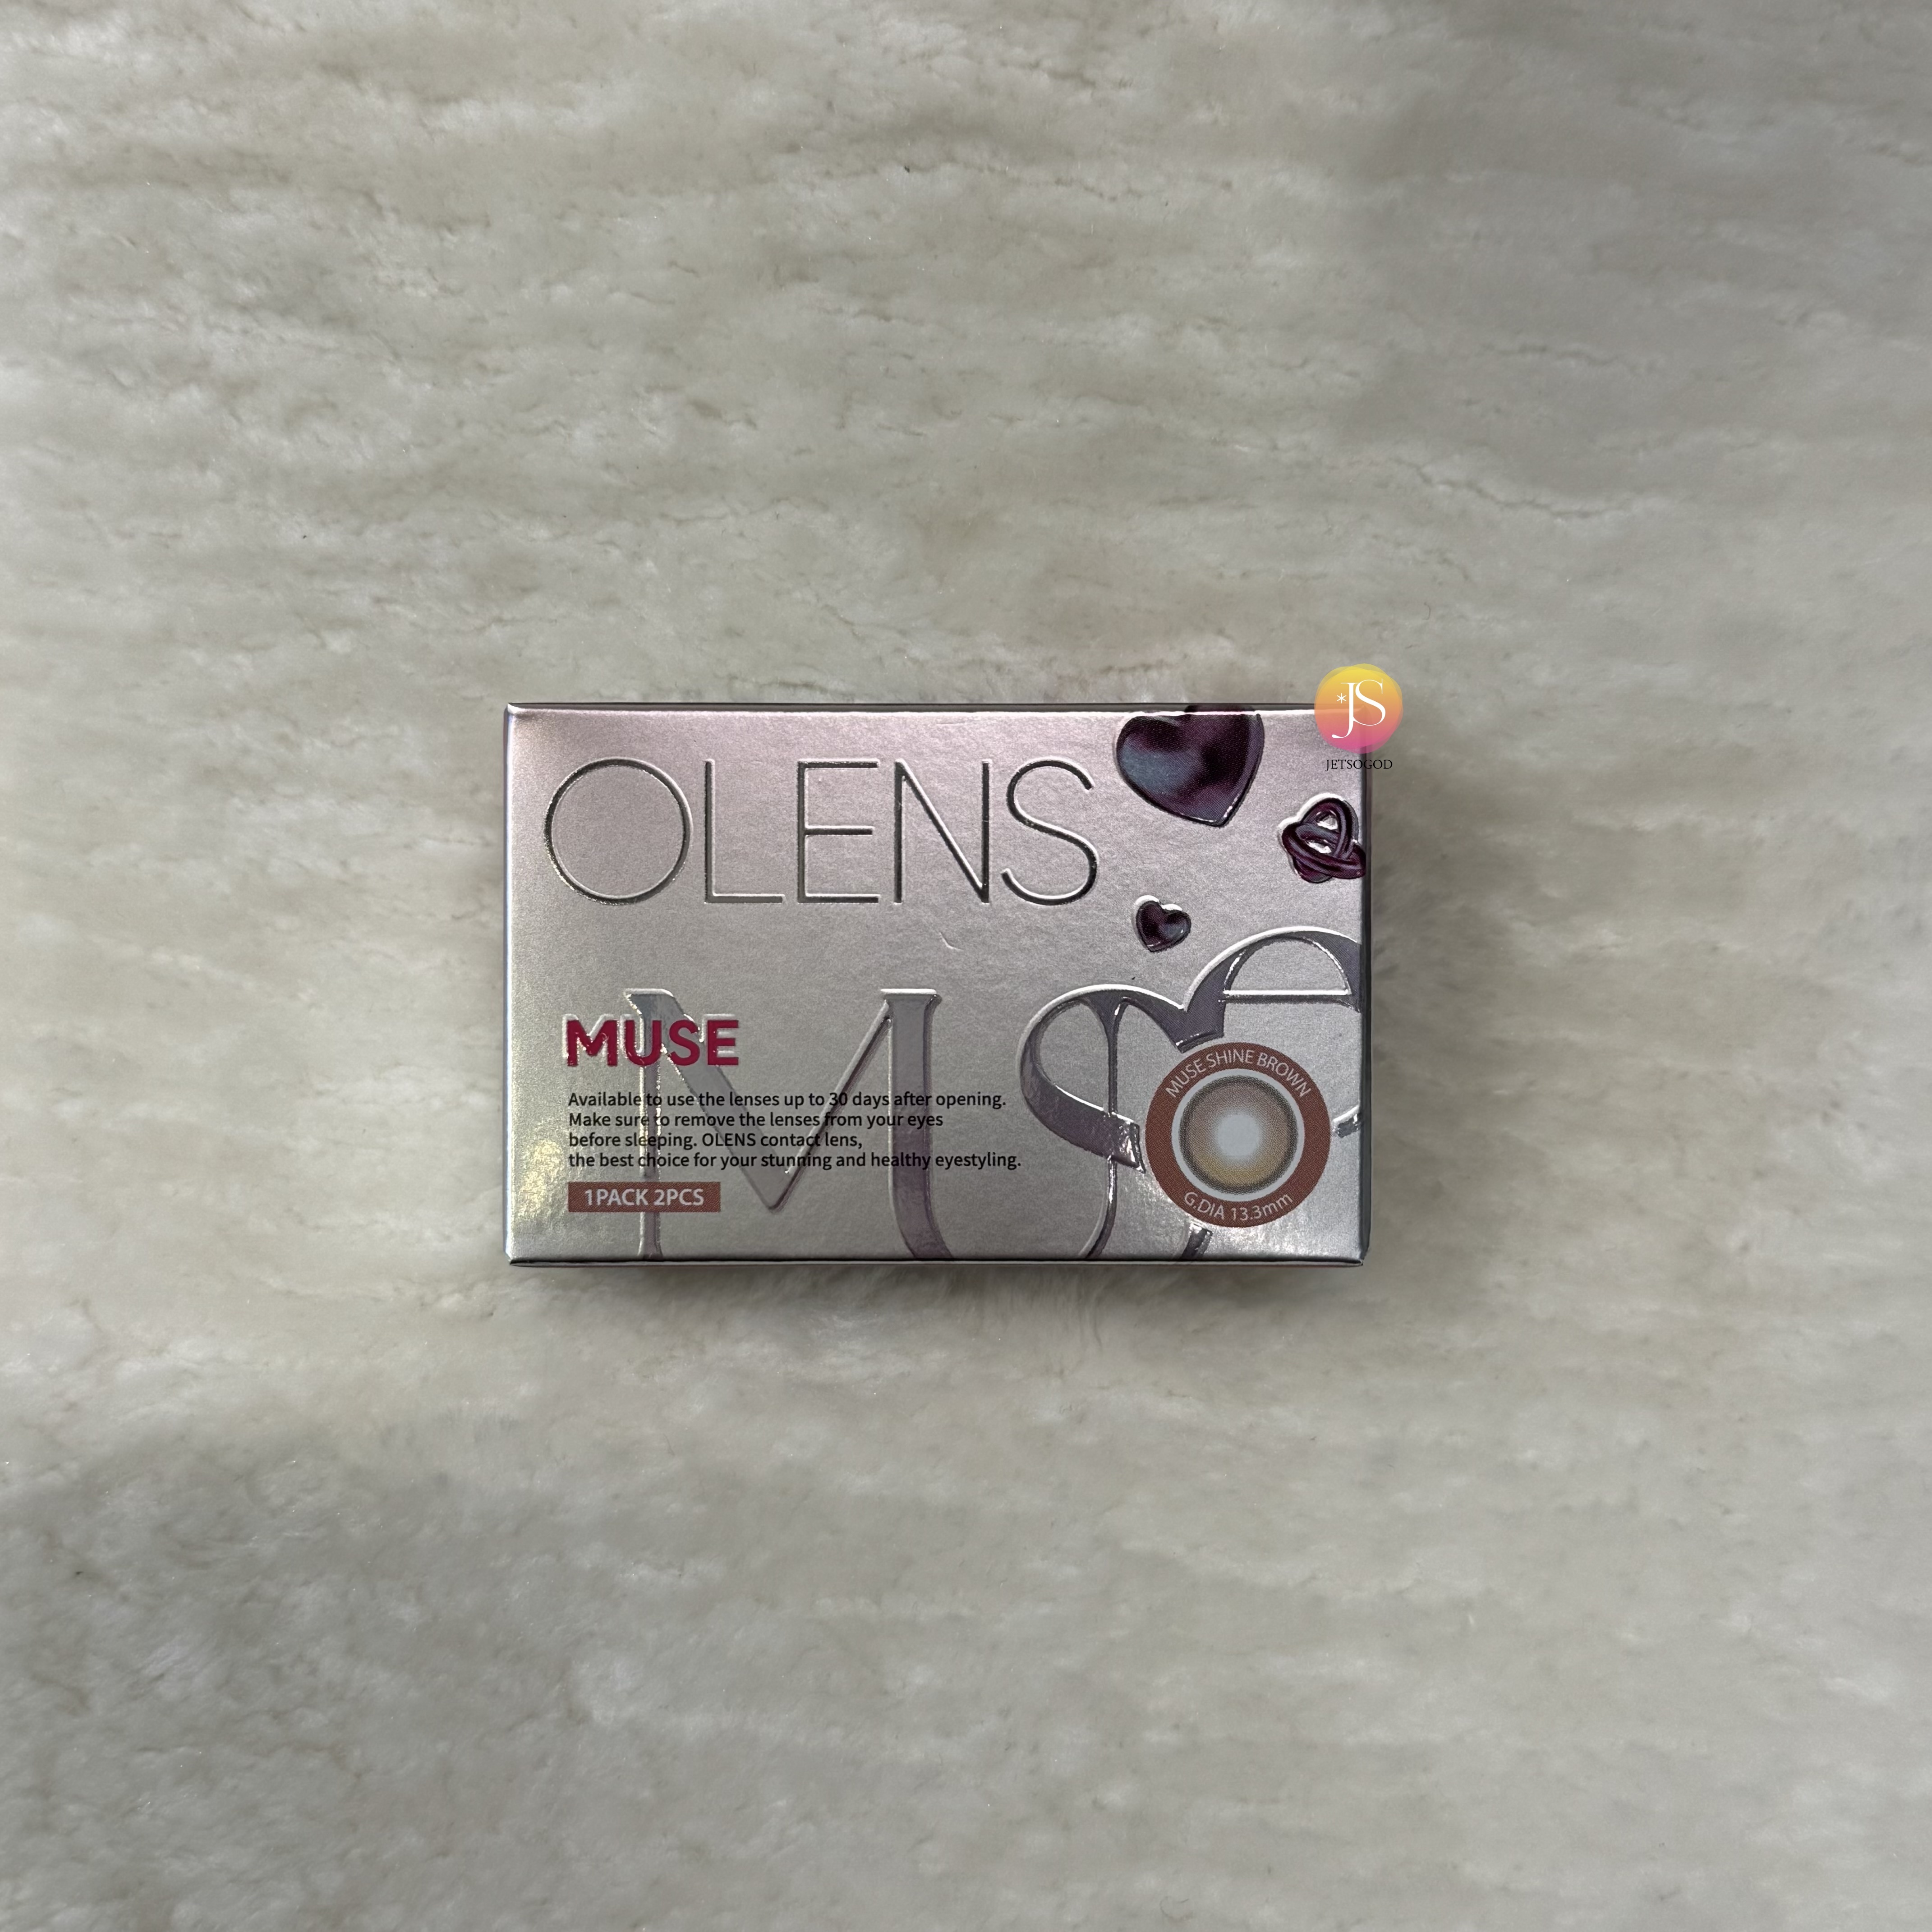 JS
JETSOGOD
OLENS
Muse
MUSE
Available to use the lenses up to 30 days after opening.
Make sure to remove the lenses from your eyes
before sleeping. OLENS contact lens,
the best choice for your stunning and healthy eyestyling.
1PACK 2PCS
MUSE SHINE BROWN
G.DIA 13.3mm